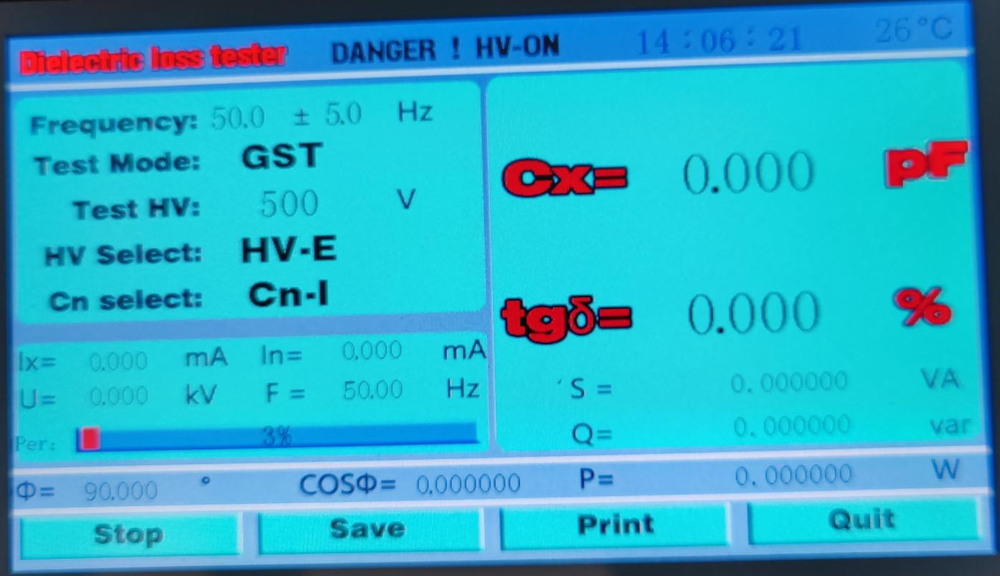 Dielectric loss tester DANGER ! HV-ON 14 : 06 : 21 26°C
Frequency: 50.0 ± 5.0 Hz
Test Mode: GST
Test HV: 500 V
HV Select: HV-E
Cn select: Cn-I
Cx= 0.000 pF
tgδ= 0.000 %
Ix= 0.000 mA In= 0.000 mA
U= 0.000 kV F = 50.00 Hz
Per: 3%
S = 0.000000 VA
Q= 0.000000 var
Φ= 90.000 ° COSΦ= 0.000000 P= 0.000000 W
Stop Save Print Quit